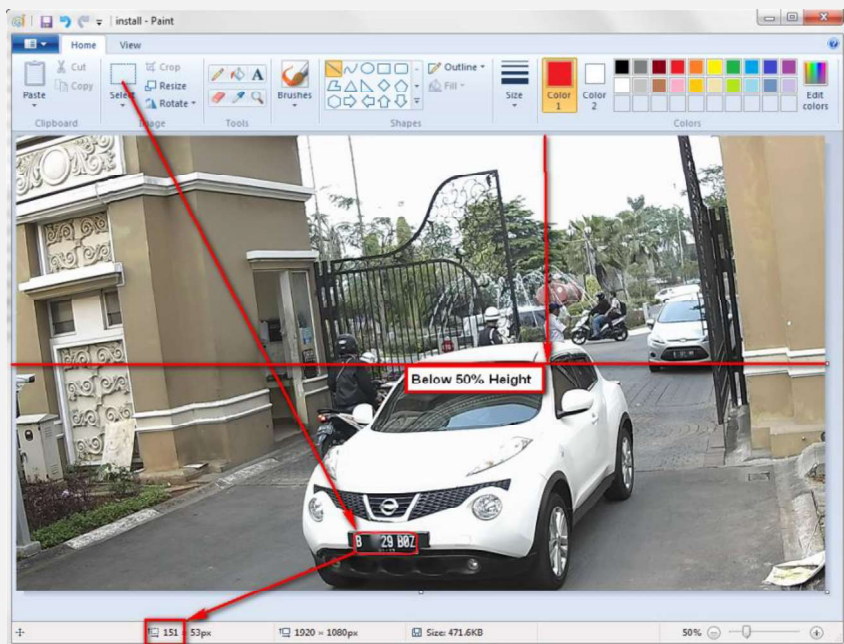 install - Paint
Home View
Paste
Cut
Copy
Clipboard
Select
Crop
Resize
Rotate
Image
Tools
Brushes
Shapes
Outline
Fill
Size
Color 1
Color 2
Edit colors
Colors
Below 50% Height
B 29 BOZ
151 × 53px
1920 × 1080px
Size: 471.6KB
50%